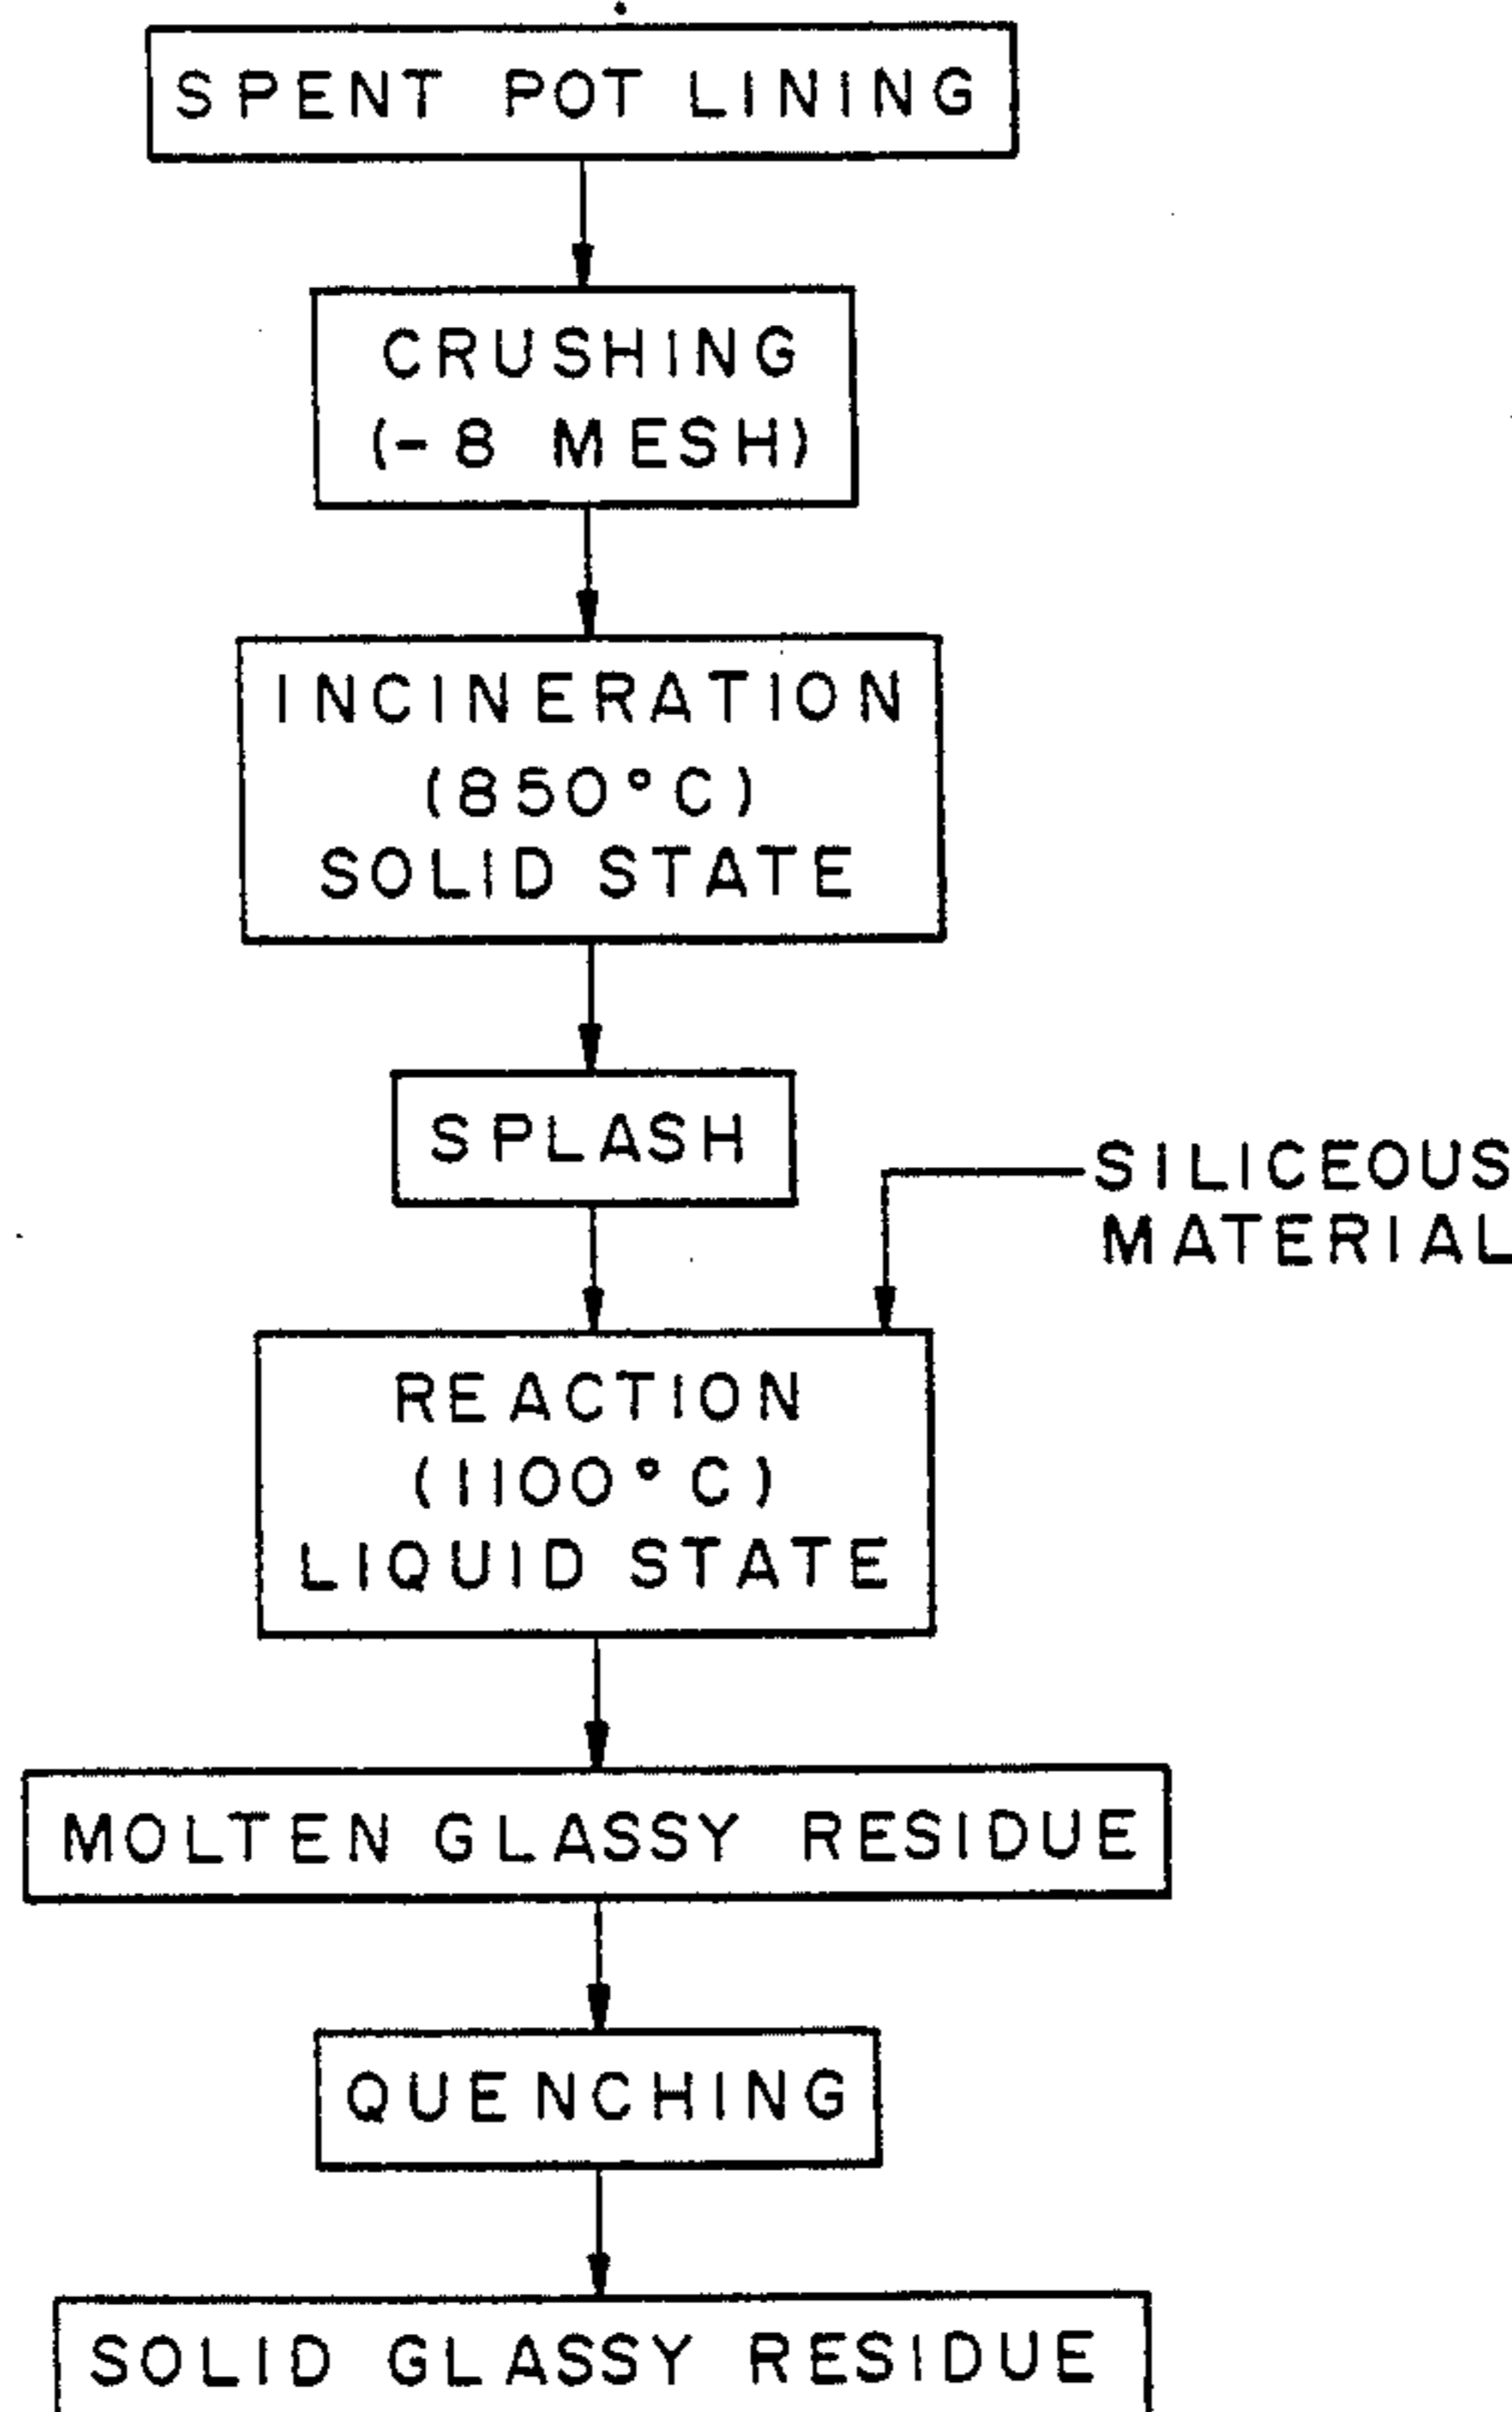 SPENT POT LINING
CRUSHING
(-8 MESH)
INCINERATION
(850°C)
SOLID STATE
SPLASH
SILICEOUS
MATERIAL
REACTION
(1100°C)
LIQUID STATE
MOLTEN GLASSY RESIDUE
QUENCHING
SOLID GLASSY RESIDUE